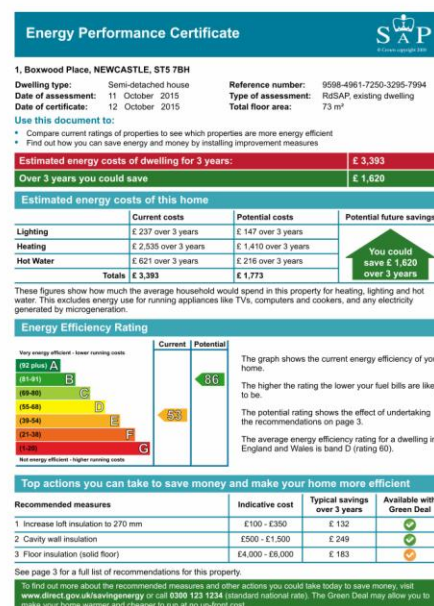 Energy Performance Certificate
SAP
© Crown copyright 2009
1, Boxwood Place, NEWCASTLE, ST5 7BH
Dwelling type: Semi-detached house Reference number: 9598-4961-7250-3295-7994
Date of assessment: 11 October 2015 Type of assessment: RdSAP, existing dwelling
Date of certificate: 12 October 2015 Total floor area: 73 m²
Use this document to:
• Compare current ratings of properties to see which properties are more energy efficient
• Find out how you can save energy and money by installing improvement measures
Estimated energy costs of dwelling for 3 years: £ 3,393
Over 3 years you could save £ 1,620
Estimated energy costs of this home
Current costs Potential costs Potential future savings
Lighting £ 237 over 3 years £ 147 over 3 years
Heating £ 2,535 over 3 years £ 1,410 over 3 years
Hot Water £ 621 over 3 years £ 216 over 3 years
Totals £ 3,393 £ 1,773
You could
save £ 1,620
over 3 years
These figures show how much the average household would spend in this property for heating, lighting and hot
water. This excludes energy use for running appliances like TVs, computers and cookers, and any electricity
generated by microgeneration.
Energy Efficiency Rating
Current Potential
Very energy efficient - lower running costs
(92 plus) A
(81-91) B
(69-80) C
(55-68) D
(39-54) E
(21-38) F
(1-20) G
Not energy efficient - higher running costs
53
86
The graph shows the current energy efficiency of you
home.
The higher the rating the lower your fuel bills are like
to be.
The potential rating shows the effect of undertaking
the recommendations on page 3.
The average energy efficiency rating for a dwelling in
England and Wales is band D (rating 60).
Top actions you can take to save money and make your home more efficient
Recommended measures Indicative cost Typical savings over 3 years Available with Green Deal
1 Increase loft insulation to 270 mm £100 - £350 £ 132
2 Cavity wall insulation £500 - £1,500 £ 249
3 Floor insulation (solid floor) £4,000 - £6,000 £ 183
See page 3 for a full list of recommendations for this property.
To find out more about the recommended measures and other actions you could take today to save money, visit
www.direct.gov.uk/savingenergy or call 0300 123 1234 (standard national rate). The Green Deal may allow you to
make your home warmer and cheaper to run at no up-front cost.